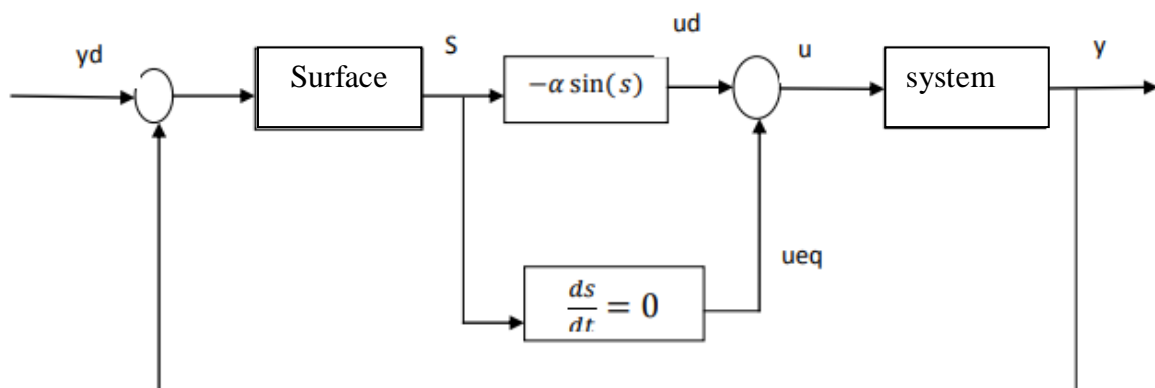 yd
Surface
S
−α sin(s)
ud
u
system
y
ueq
ds/dt = 0